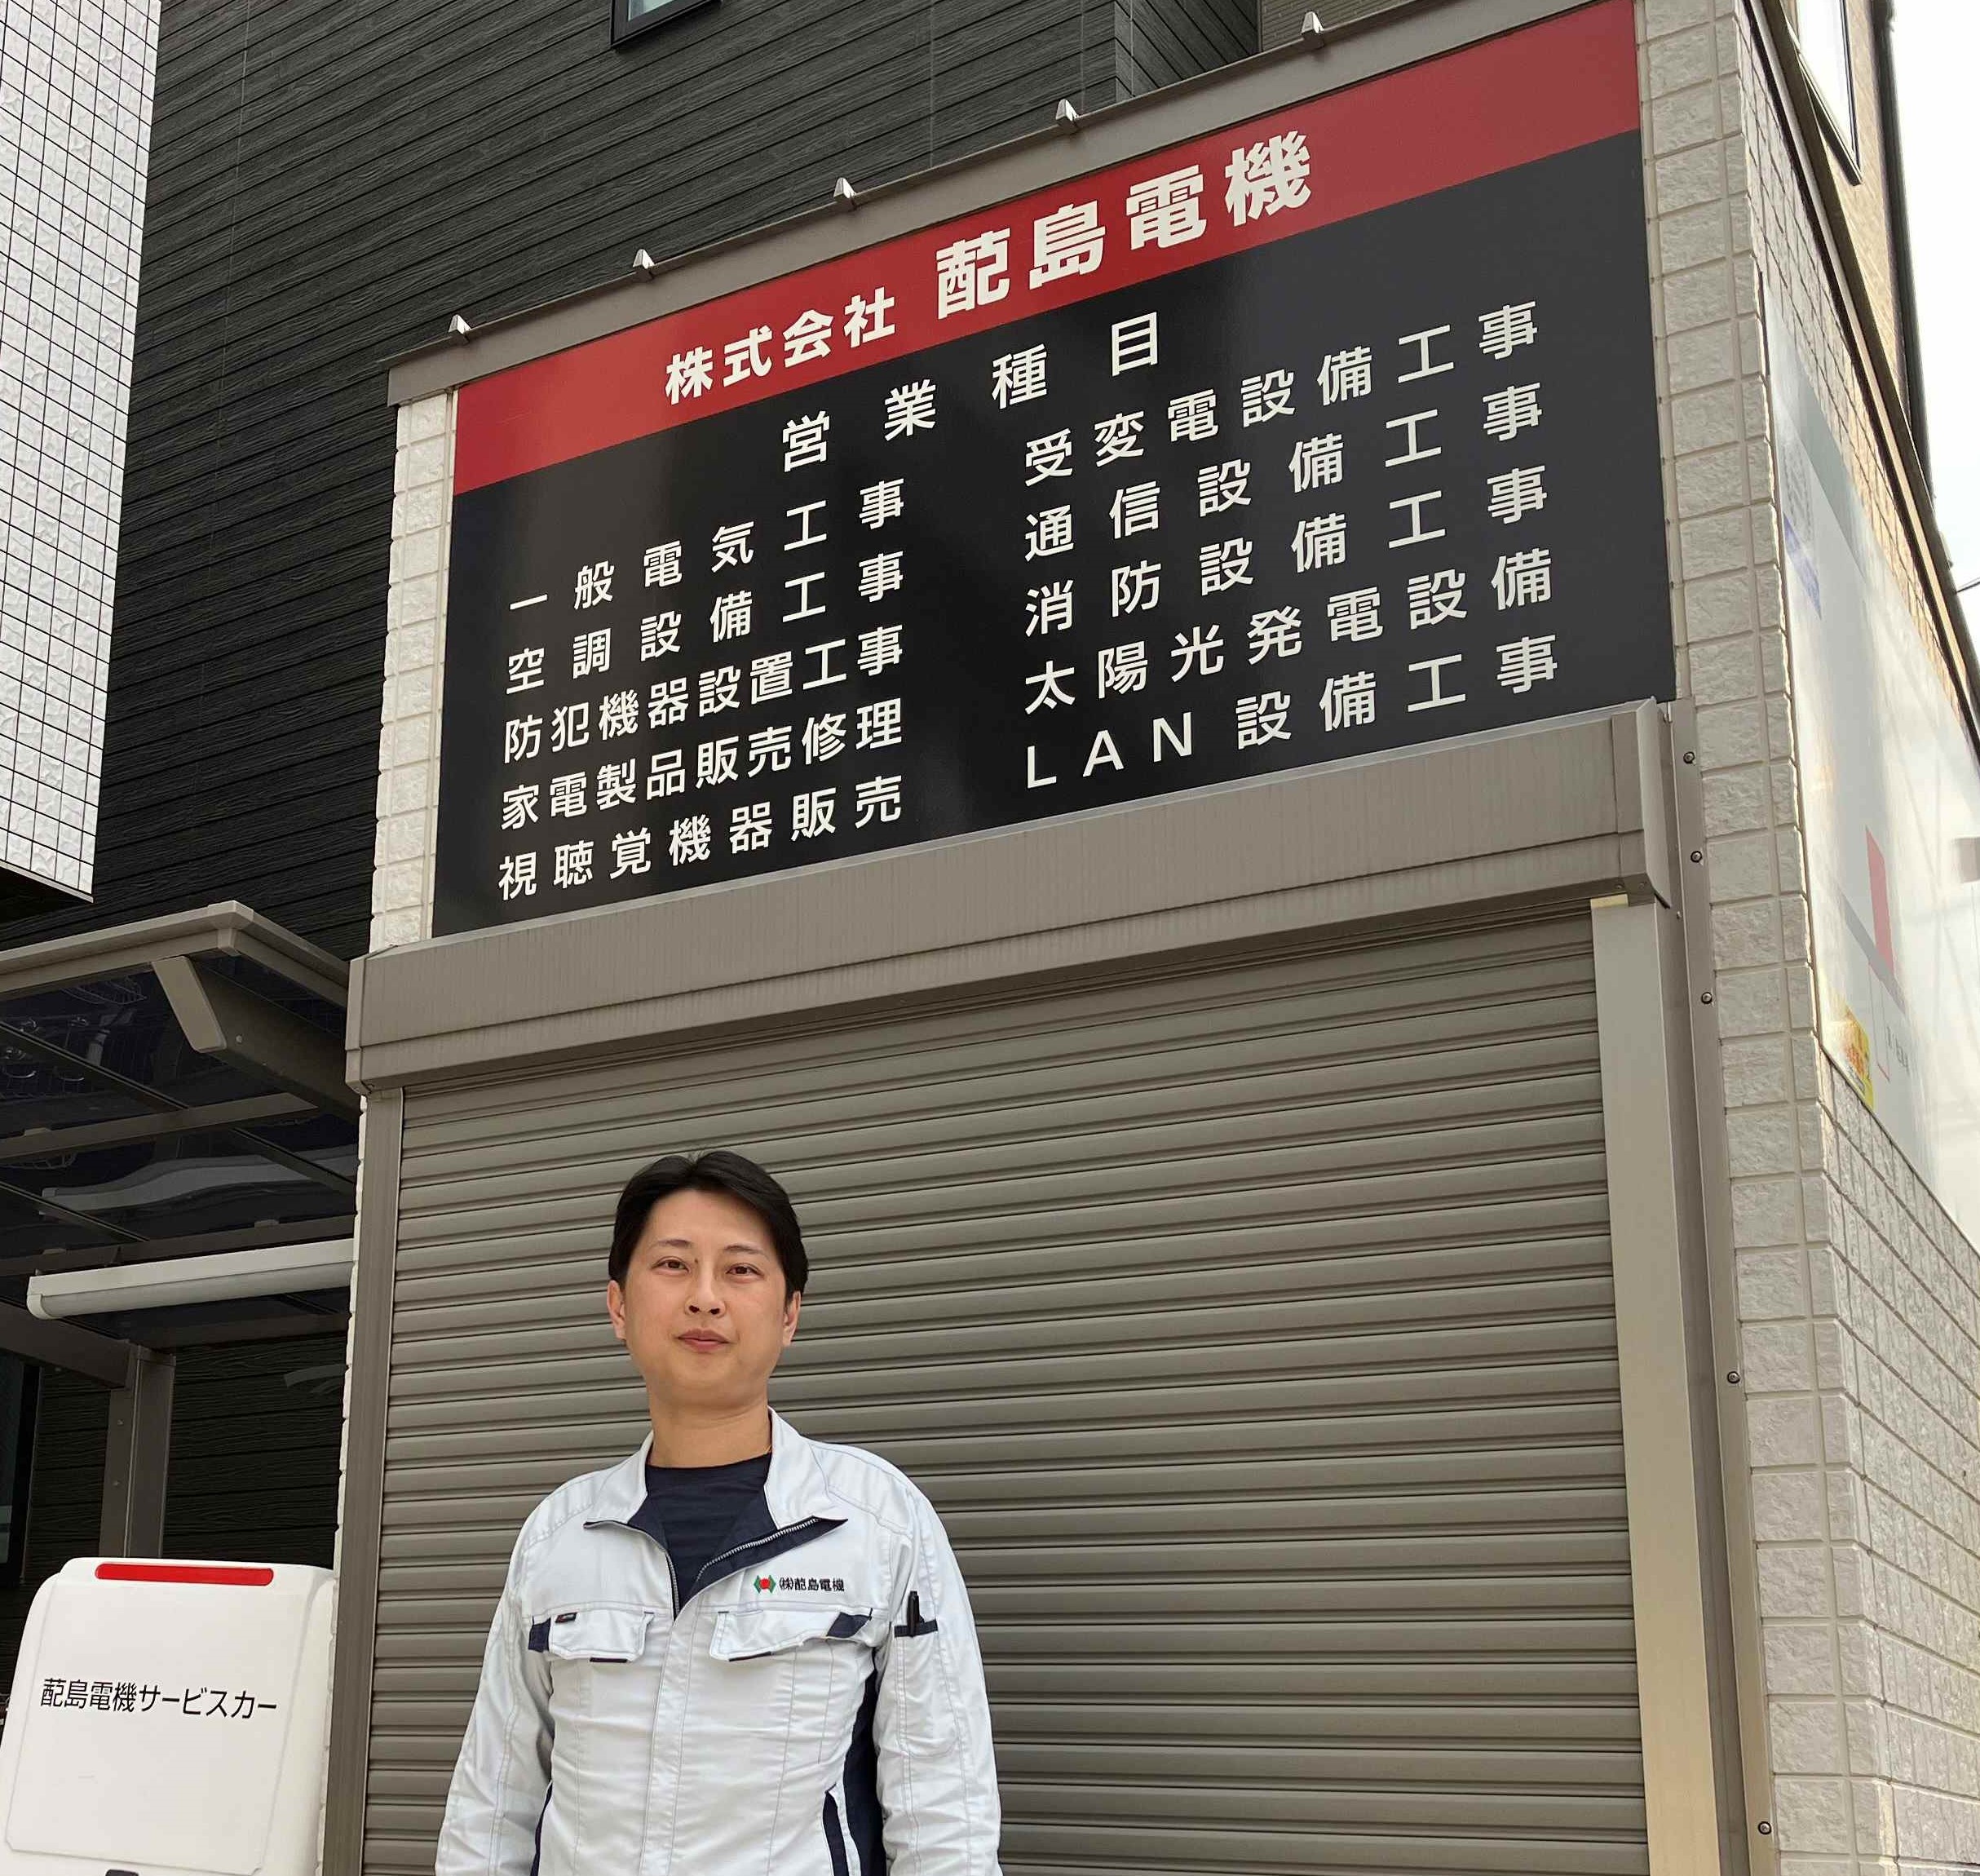 株式会社 蓜島電機
営業種目
一般電気工事
空調設備工事
防犯機器設置工事
家電製品販売修理
視聴覚機器販売
受変電設備工事
通信設備工事
消防設備工事
太陽光発電設備
LAN設備工事
㈱蓜島電機
蓜島電機サービスカー